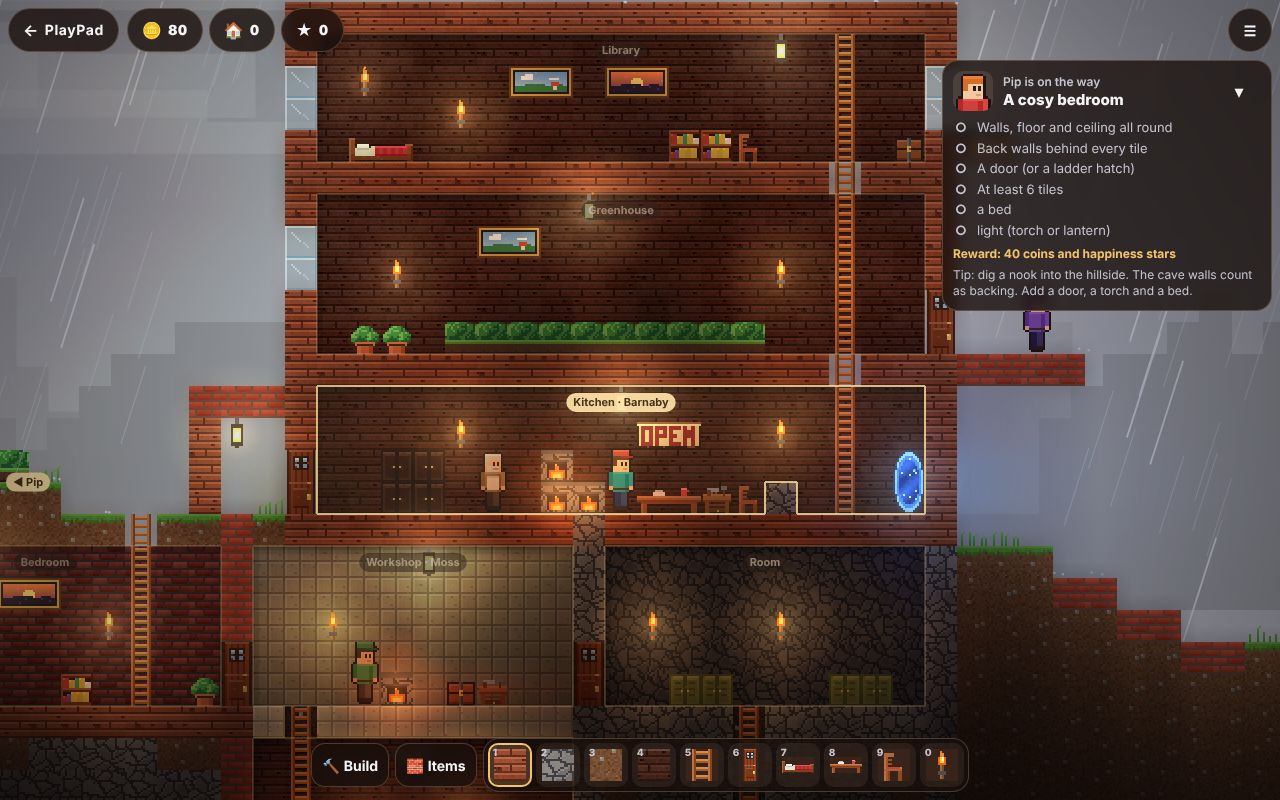 ← PlayPad
80
0
★ 0
Library
Pip is on the way
A cosy bedroom
Walls, floor and ceiling all round
Back walls behind every tile
A door (or a ladder hatch)
At least 6 tiles
a bed
light (torch or lantern)
Reward: 40 coins and happiness stars
Tip: dig a nook into the hillside. The cave walls count
as backing. Add a door, a torch and a bed.
Greenhouse
Kitchen · Barnaby
OPEN
◀ Pip
Bedroom
Workshop · Moss
Room
Build
Items
1
2
3
4
5
6
7
8
9
0